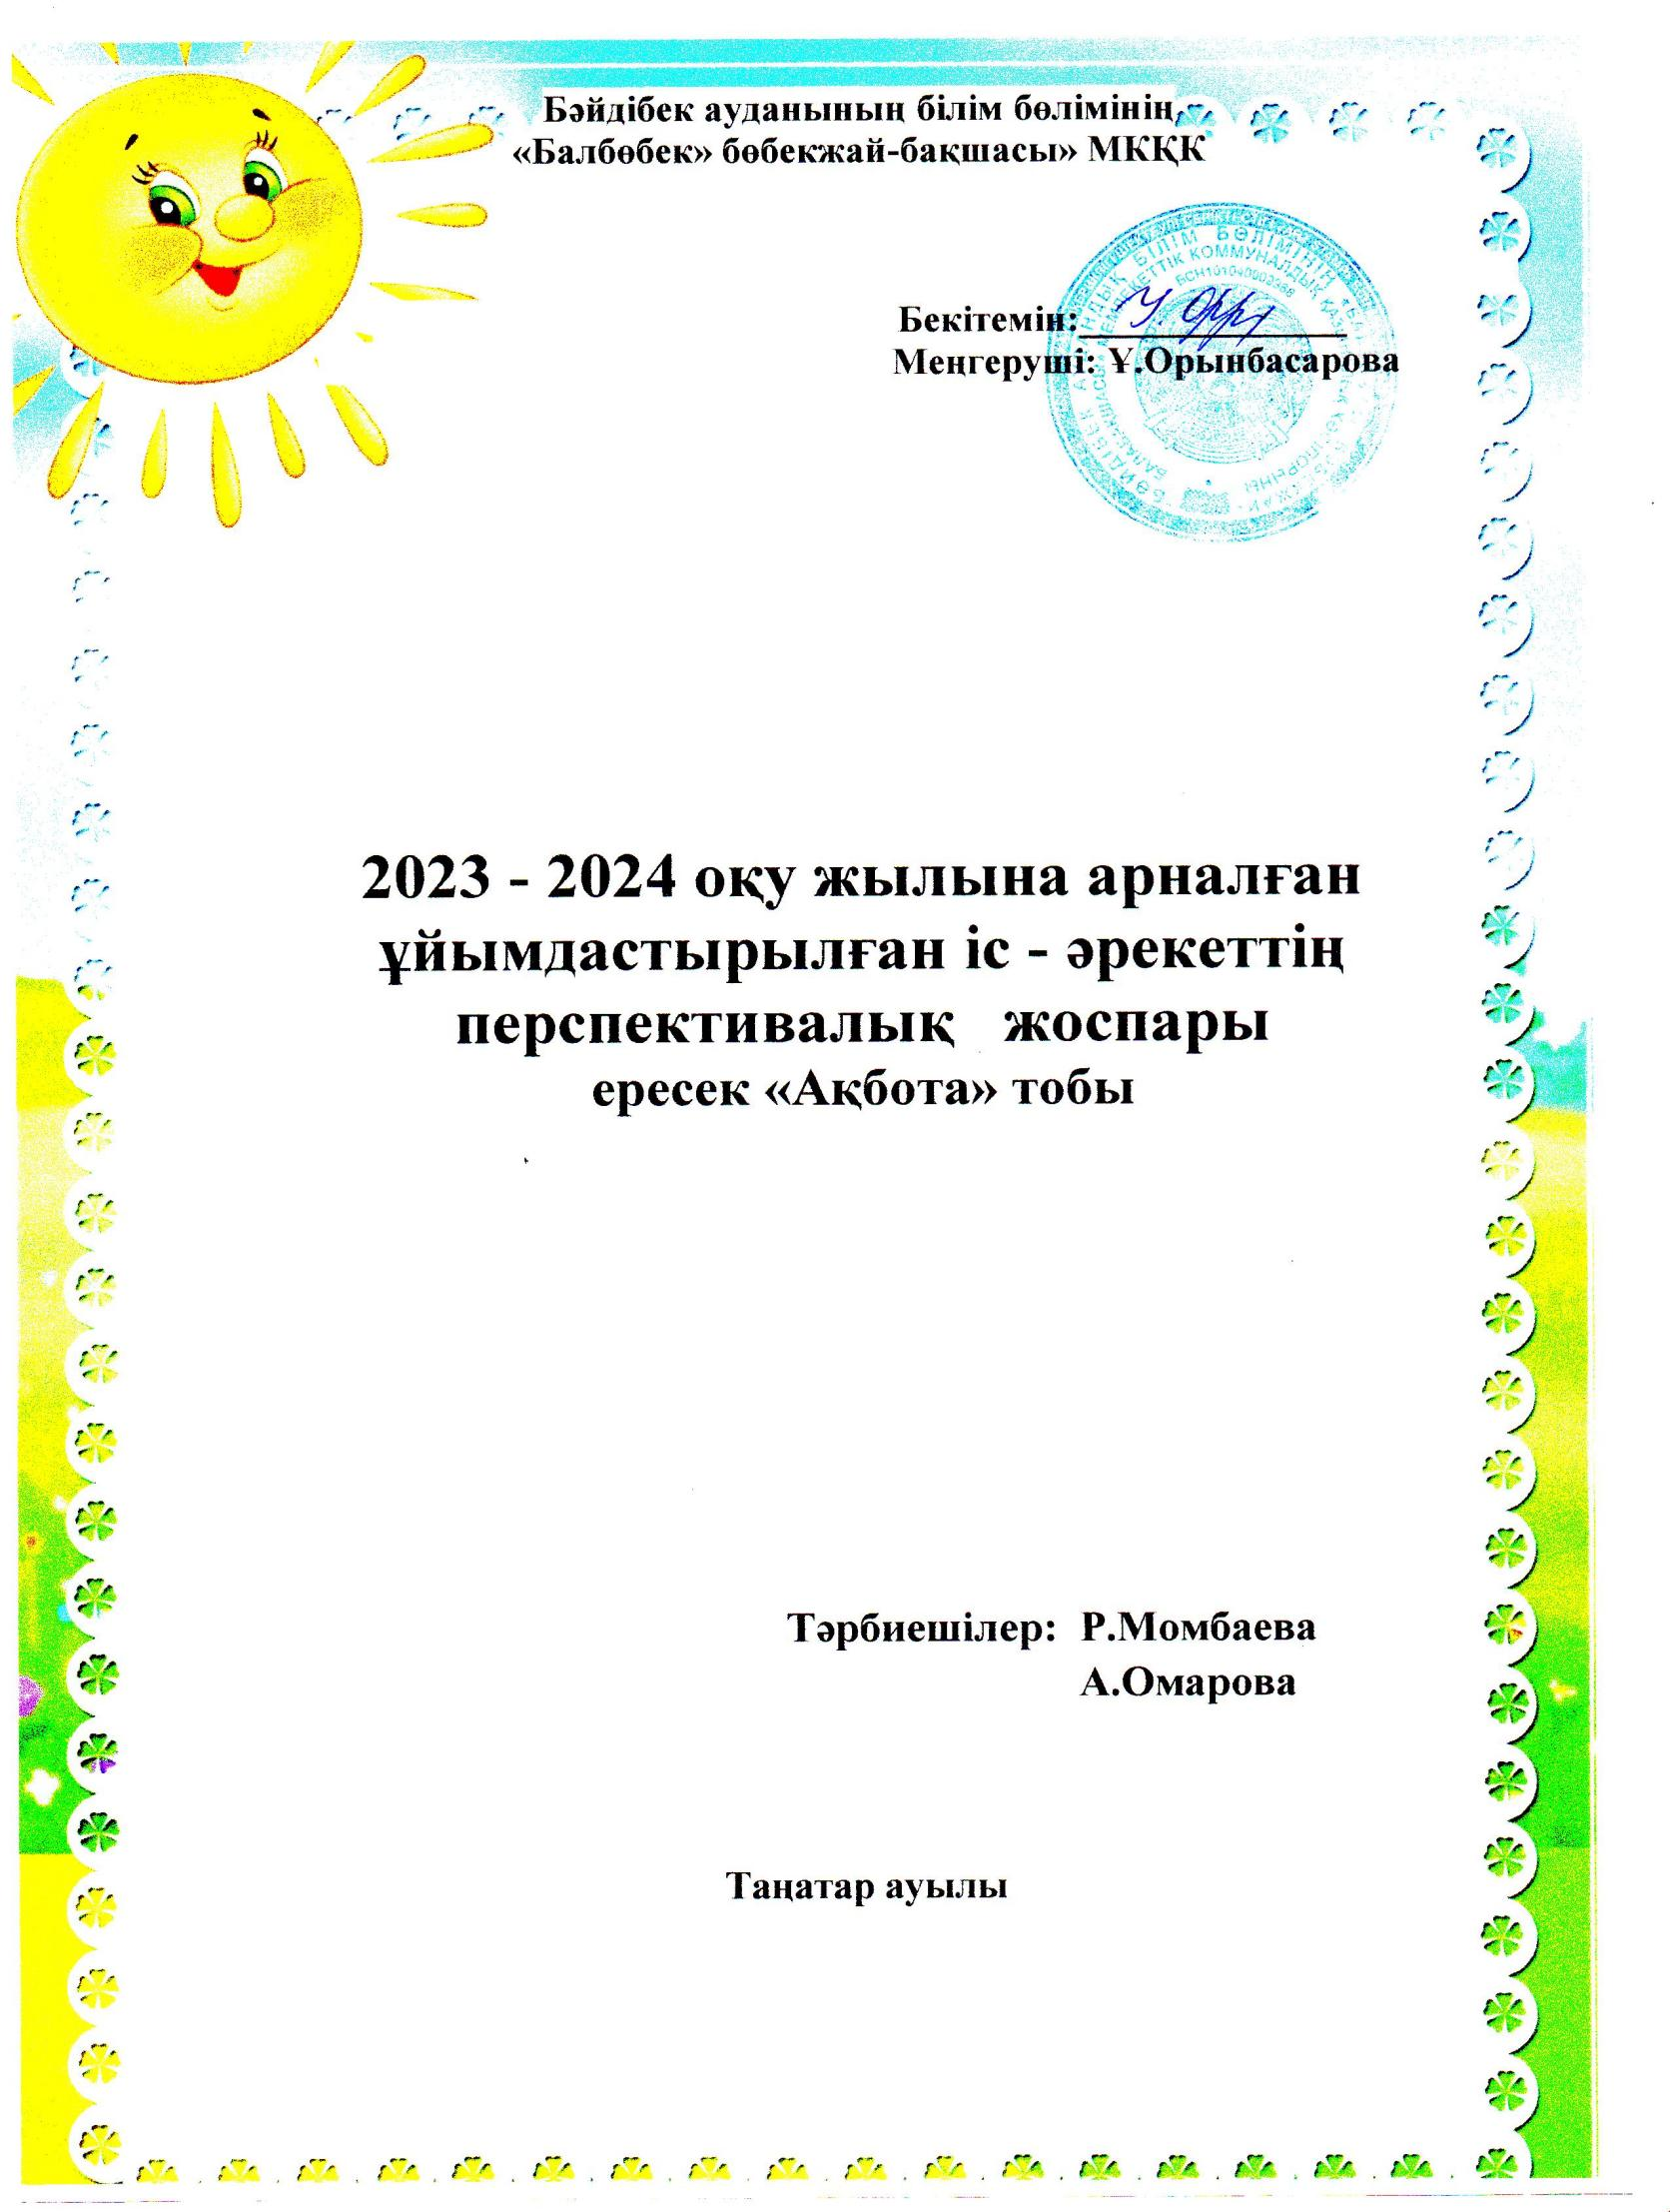 Бәйдібек ауданының білім бөлімінің
«Балбөбек» бөбекжай-бақшасы» МКҚК
Бекітемін:
Меңгеруші: Ұ.Орынбасарова
2023 - 2024 оқу жылына арналған
ұйымдастырылған іс - әрекеттің
перспективалық жоспары
ересек «Ақбота» тобы
Тәрбиешілер: Р.Момбаева
А.Омарова
Таңатар ауылы